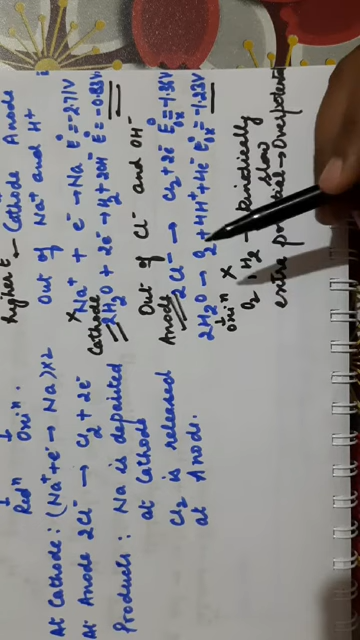 higher E → Cathode Anode
↓ ↓
Redⁿ Oxiⁿ.
Out of Na⁺ and H⁺
At Cathode : (Na⁺+e⁻ → Na)×2
At Anode 2Cl⁻ → Cl₂ + 2e⁻
Products : Na is deposited
at Cathode
Cl₂ is released
at Anode.
× Na⁺ + e⁻ → Na E° = -2.71V
Cathode
2H₂O + 2e⁻ → H₂ + 2OH⁻ E° = -0.83V
Out of Cl⁻ and OH⁻
Anode
2Cl⁻ → Cl₂ + 2e⁻ E°ox = -1.36V
2H₂O → O₂ + 4H⁺ + 4e⁻ E°ox = -1.23V
↓ Oxiⁿ ×
O₂, H₂ → Kinetically
slow
extra potential → Overpotent